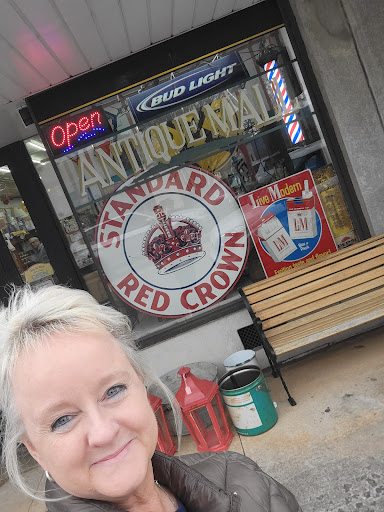 Open
BUD LIGHT
ANTIQUE MALL
STANDARD
RED CROWN
Live Modern
L&M
L&M